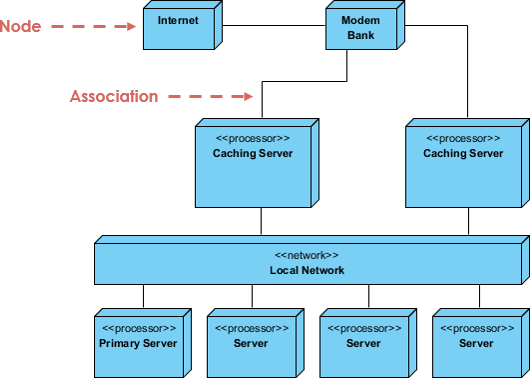 Node
Internet
Modem
Bank
Association
<<processor>>
Caching Server
<<processor>>
Caching Server
<<network>>
Local Network
<<processor>>
Primary Server
<<processor>>
Server
<<processor>>
Server
<<processor>>
Server